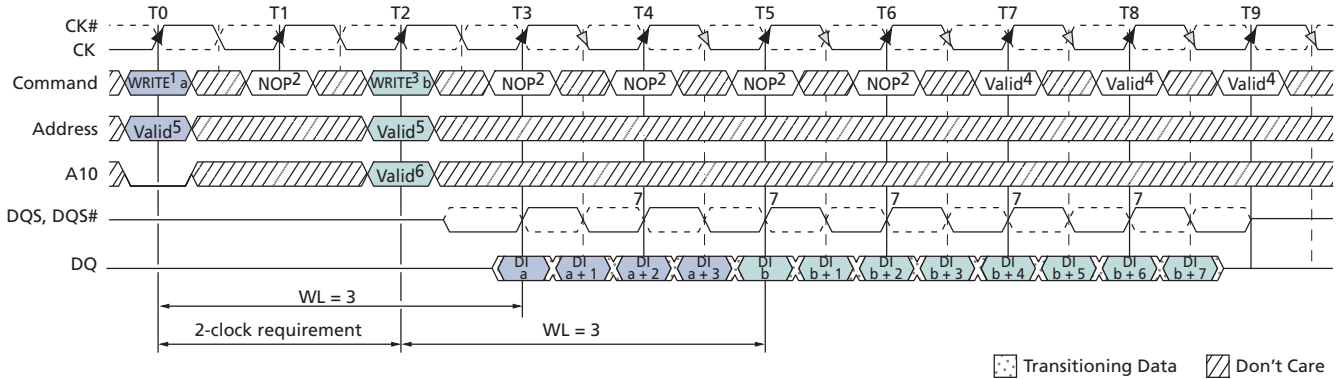 T0 T1 T2 T3 T4 T5 T6 T7 T8 T9
CK#
CK
Command WRITE1 a NOP2 WRITE3 b NOP2 NOP2 NOP2 NOP2 Valid4 Valid4 Valid4
Address Valid5 Valid5
A10 Valid6
7 7 7 7 7
DQS, DQS#
DQ DI a DI a + 1 DI a + 2 DI a + 3 DI b DI b + 1 DI b + 2 DI b + 3 DI b + 4 DI b + 5 DI b + 6 DI b + 7
WL = 3
2-clock requirement WL = 3
Transitioning Data Don't Care